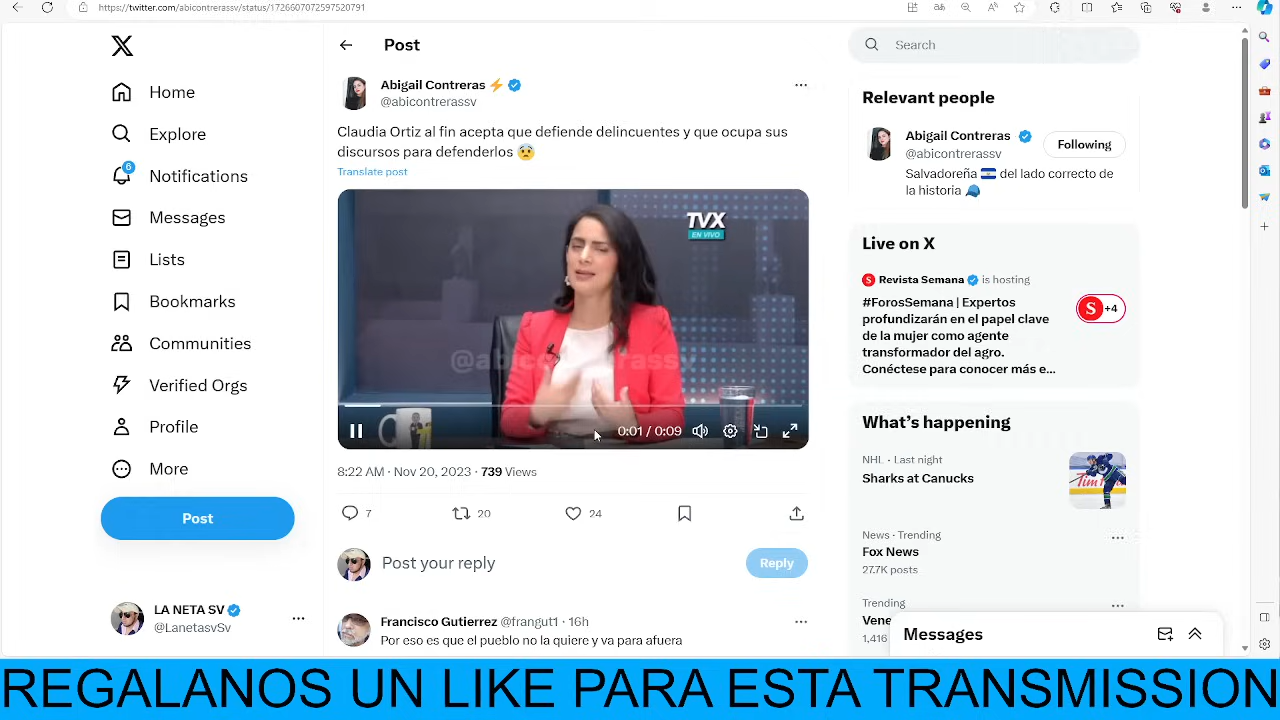 https://twitter.com/abicontrerassv/status/1726607072597520791
Post
Search
Home
Explore
6
Notifications
Messages
Lists
Bookmarks
Communities
Verified Orgs
Profile
More
Post
LA NETA SV
@LanetasvSv
Abigail Contreras ⚡
@abicontrerassv
Claudia Ortiz al fin acepta que defiende delincuentes y que ocupa sus
discursos para defenderlos 😰
Translate post
TVX
EN VIVO
@abicontrerassv
0:01 / 0:09
8:22 AM · Nov 20, 2023 · 739 Views
7
20
24
Post your reply
Reply
Francisco Gutierrez @frangut1 · 16h
Por eso es que el pueblo no la quiere y va para afuera
Relevant people
Abigail Contreras
@abicontrerassv
Following
Salvadoreña 🇸🇻 del lado correcto de
la historia 🧢
Live on X
Revista Semana is hosting
#ForosSemana | Expertos
profundizarán en el papel clave
de la mujer como agente
transformador del agro.
Conéctese para conocer más e...
S +4
What's happening
NHL · Last night
Sharks at Canucks
News · Trending
Fox News
27.7K posts
Trending
Vene
1,416
Messages
REGALANOS UN LIKE PARA ESTA TRANSMISSION